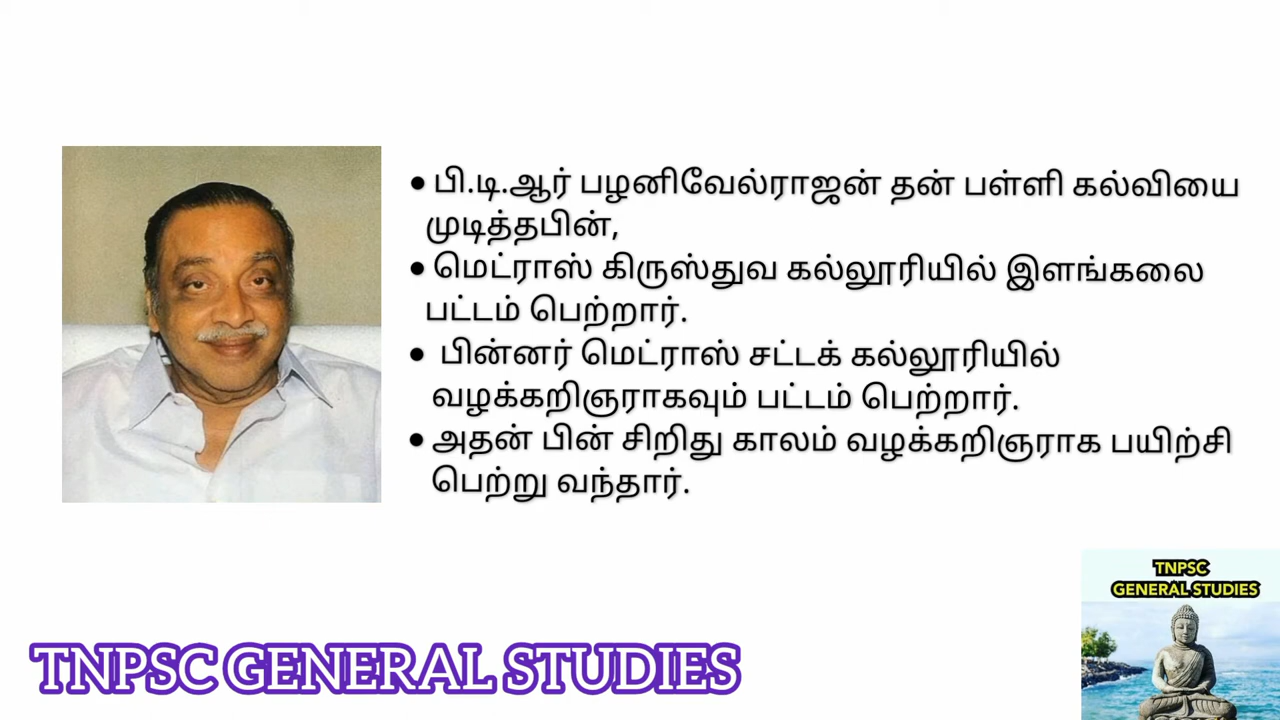 • பி.டி.ஆர் பழனிவேல்ராஜன் தன் பள்ளி கல்வியை
முடித்தபின்,
• மெட்ராஸ் கிருஸ்துவ கல்லூரியில் இளங்கலை
பட்டம் பெற்றார்.
• பின்னர் மெட்ராஸ் சட்டக் கல்லூரியில்
வழக்கறிஞராகவும் பட்டம் பெற்றார்.
• அதன் பின் சிறிது காலம் வழக்கறிஞராக பயிற்சி
பெற்று வந்தார்.
TNPSC
GENERAL STUDIES
TNPSC GENERAL STUDIES